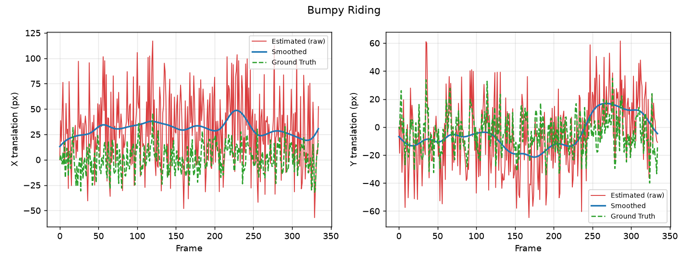 Bumpy Riding
X translation (px)
125
100
75
50
25
0
−25
−50
0
50
100
150
200
250
300
350
Frame
Estimated (raw)
Smoothed
Ground Truth
Y translation (px)
60
40
20
0
−20
−40
−60
0
50
100
150
200
250
300
350
Frame
Estimated (raw)
Smoothed
Ground Truth